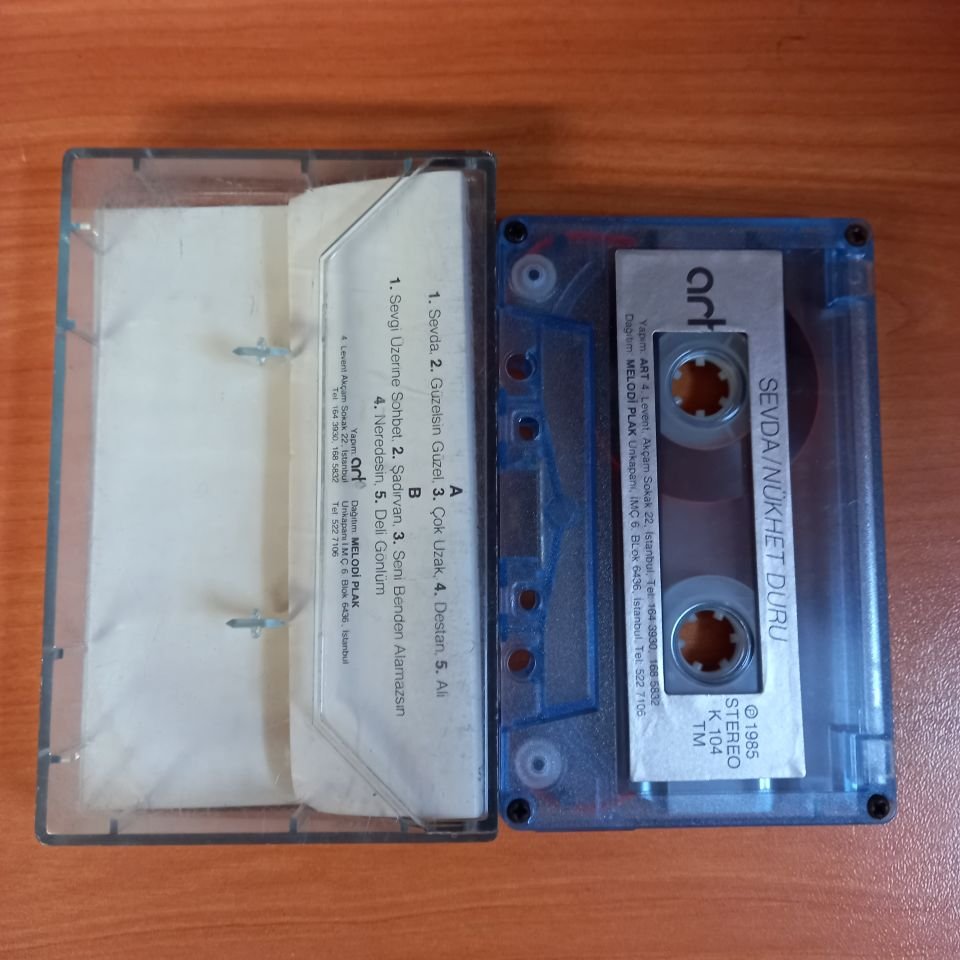 A
1. Sevda, 2. Güzelsin Güzel, 3. Çok Uzak, 4. Destan, 5. Ali
B
1. Sevgi Üzerine Sohbet, 2. Şadırvan, 3. Seni Benden Alamazsın
4. Neredesin, 5. Deli Gönlüm
Yapım: art
4. Levent Akçam Sokak 22, İstanbul
Tel: 164 3930, 168 5832
Dağıtım: MELODİ PLAK
Unkapanı İ M Ç 6. Blok 6436, İstanbul
Tel: 522 7106
SEVDA/NÜKHET DURU
℗ 1985
STEREO
K 104
TM
art
Yapım: ART 4. Levent, Akçam Sokak 22, İstanbul, Tel: 164 3930, 168 5832
Dağıtım: MELODİ PLAK Unkapanı, İMÇ 6. BLok 6436, İstanbul, Tel: 522 7106